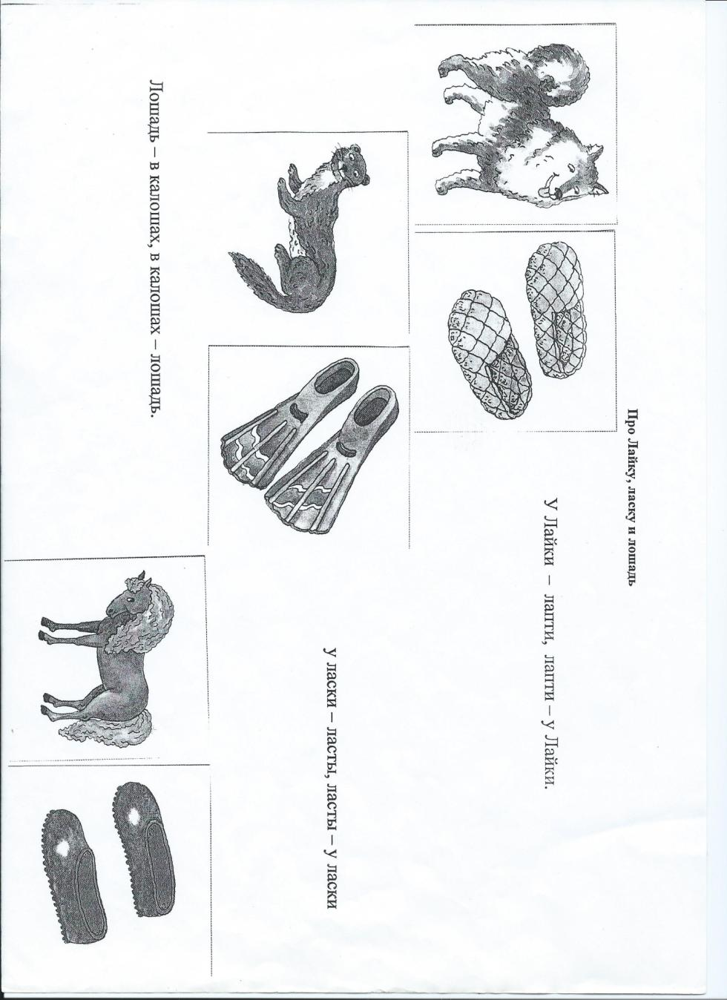 Про Лайку, ласку и лошадь
У Лайки – лапти, лапти – у Лайки.
У ласки – ласты, ласты – у ласки
Лошадь – в калошах, в калошах – лошадь.